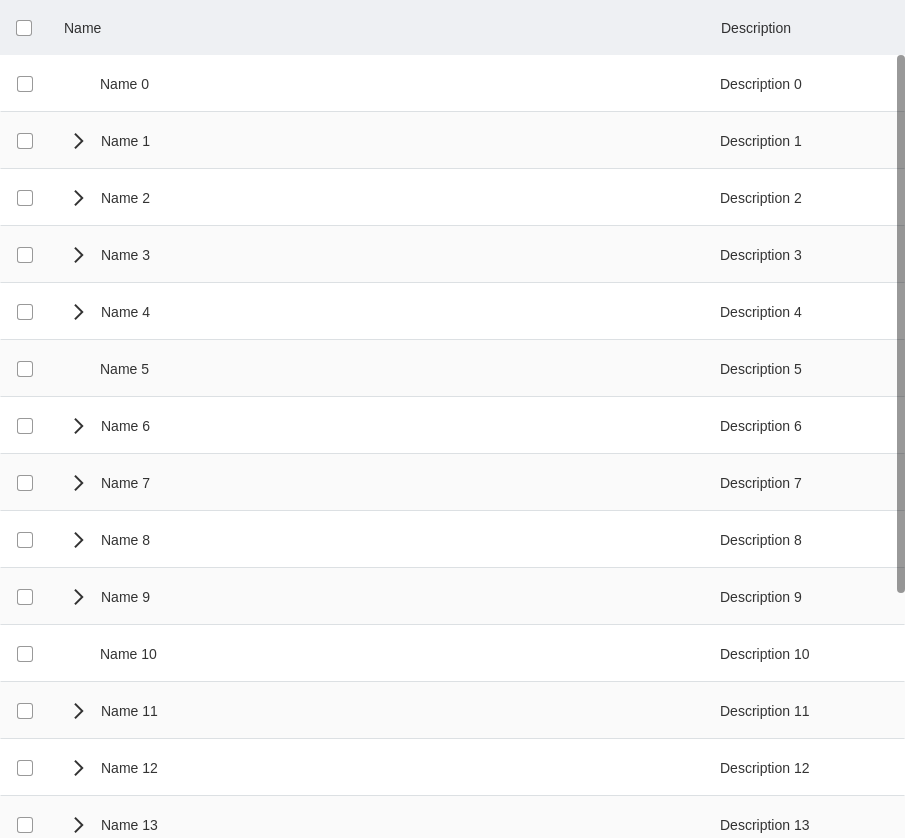 Name Description
Name 0 Description 0
Name 1 Description 1
Name 2 Description 2
Name 3 Description 3
Name 4 Description 4
Name 5 Description 5
Name 6 Description 6
Name 7 Description 7
Name 8 Description 8
Name 9 Description 9
Name 10 Description 10
Name 11 Description 11
Name 12 Description 12
Name 13 Description 13